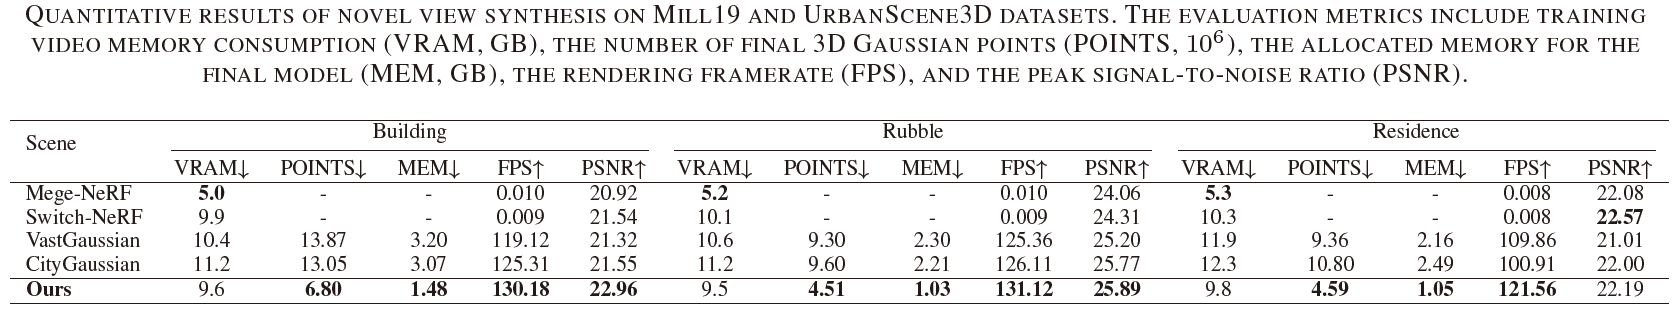 QUANTITATIVE RESULTS OF NOVEL VIEW SYNTHESIS ON MILL19 AND URBANSCENE3D DATASETS. THE EVALUATION METRICS INCLUDE TRAINING
VIDEO MEMORY CONSUMPTION (VRAM, GB), THE NUMBER OF FINAL 3D GAUSSIAN POINTS (POINTS, 10⁶), THE ALLOCATED MEMORY FOR THE
FINAL MODEL (MEM, GB), THE RENDERING FRAMERATE (FPS), AND THE PEAK SIGNAL-TO-NOISE RATIO (PSNR).
Scene Building Rubble Residence
VRAM↓ POINTS↓ MEM↓ FPS↑ PSNR↑ VRAM↓ POINTS↓ MEM↓ FPS↑ PSNR↑ VRAM↓ POINTS↓ MEM↓ FPS↑ PSNR↑
Mege-NeRF 5.0 - - 0.010 20.92 5.2 - - 0.010 24.06 5.3 - - 0.008 22.08
Switch-NeRF 9.9 - - 0.009 21.54 10.1 - - 0.009 24.31 10.3 - - 0.008 22.57
VastGaussian 10.4 13.87 3.20 119.12 21.32 10.6 9.30 2.30 125.36 25.20 11.9 9.36 2.16 109.86 21.01
CityGaussian 11.2 13.05 3.07 125.31 21.55 11.2 9.60 2.21 126.11 25.77 12.3 10.80 2.49 100.91 22.00
Ours 9.6 6.80 1.48 130.18 22.96 9.5 4.51 1.03 131.12 25.89 9.8 4.59 1.05 121.56 22.19